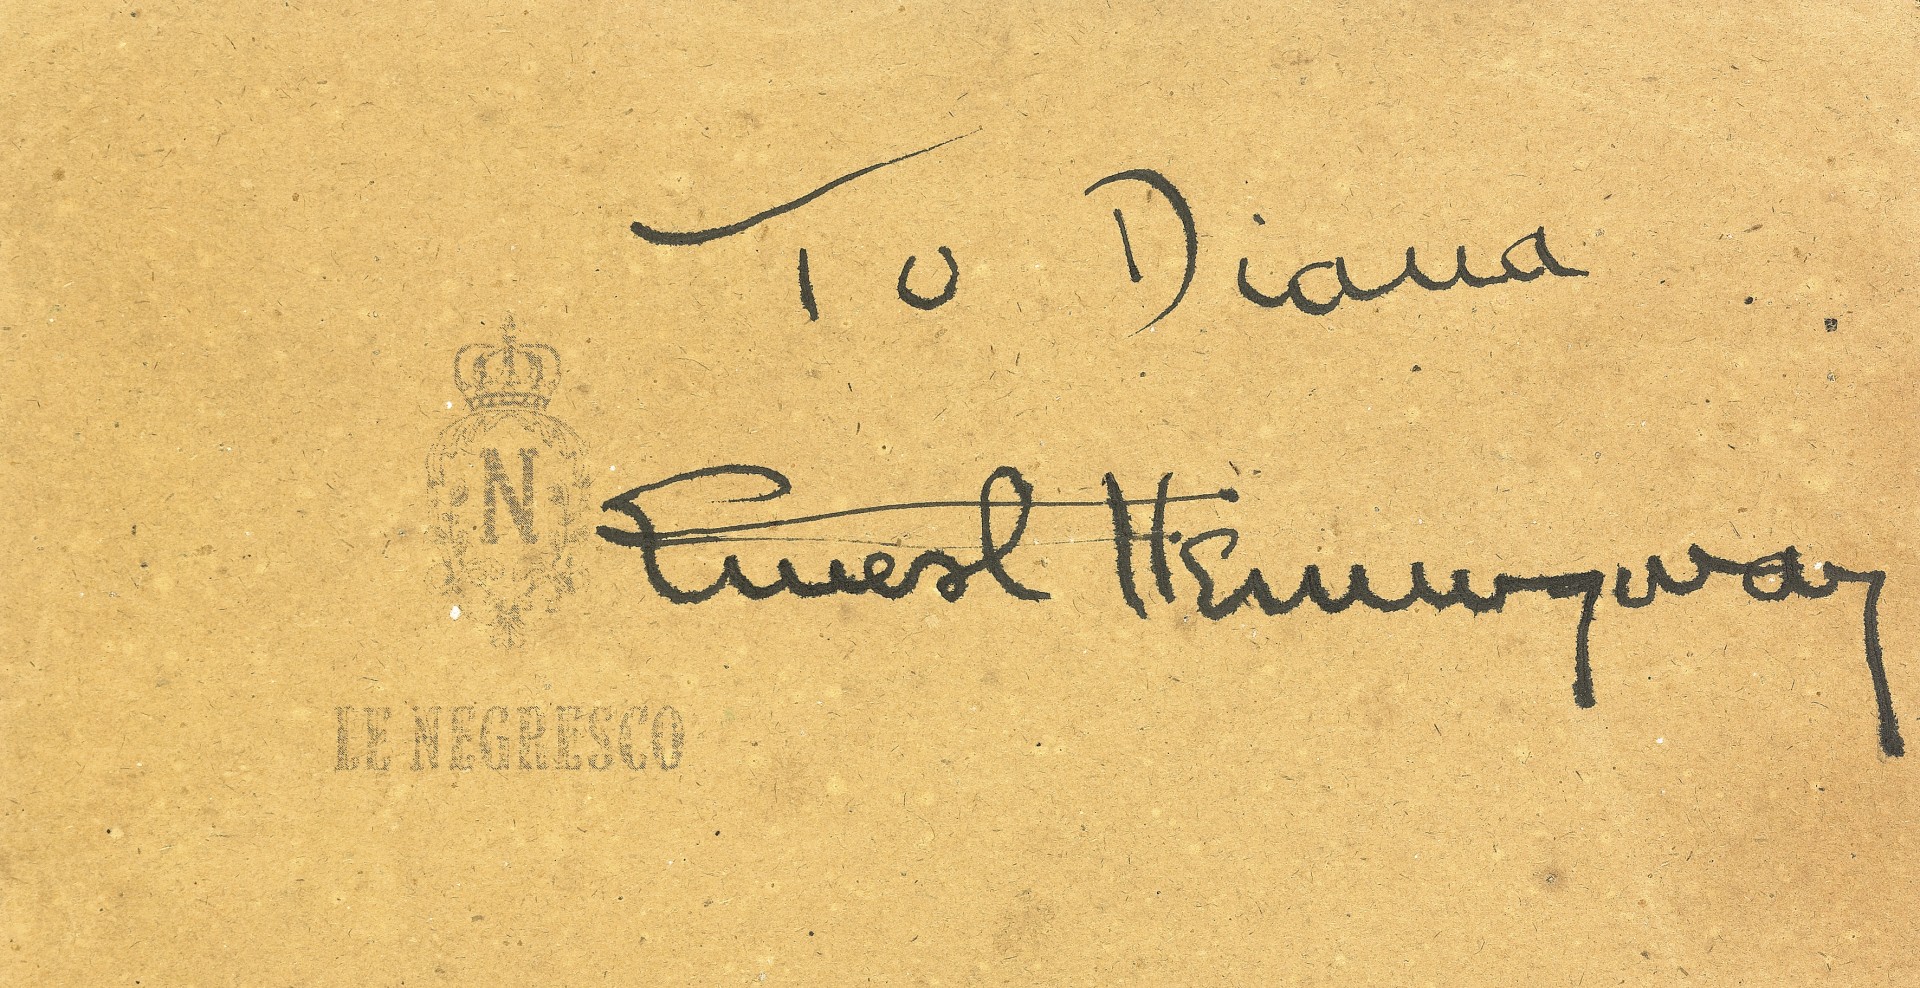 To Diana
N
Ernest Hemingway
LE NEGRESCO